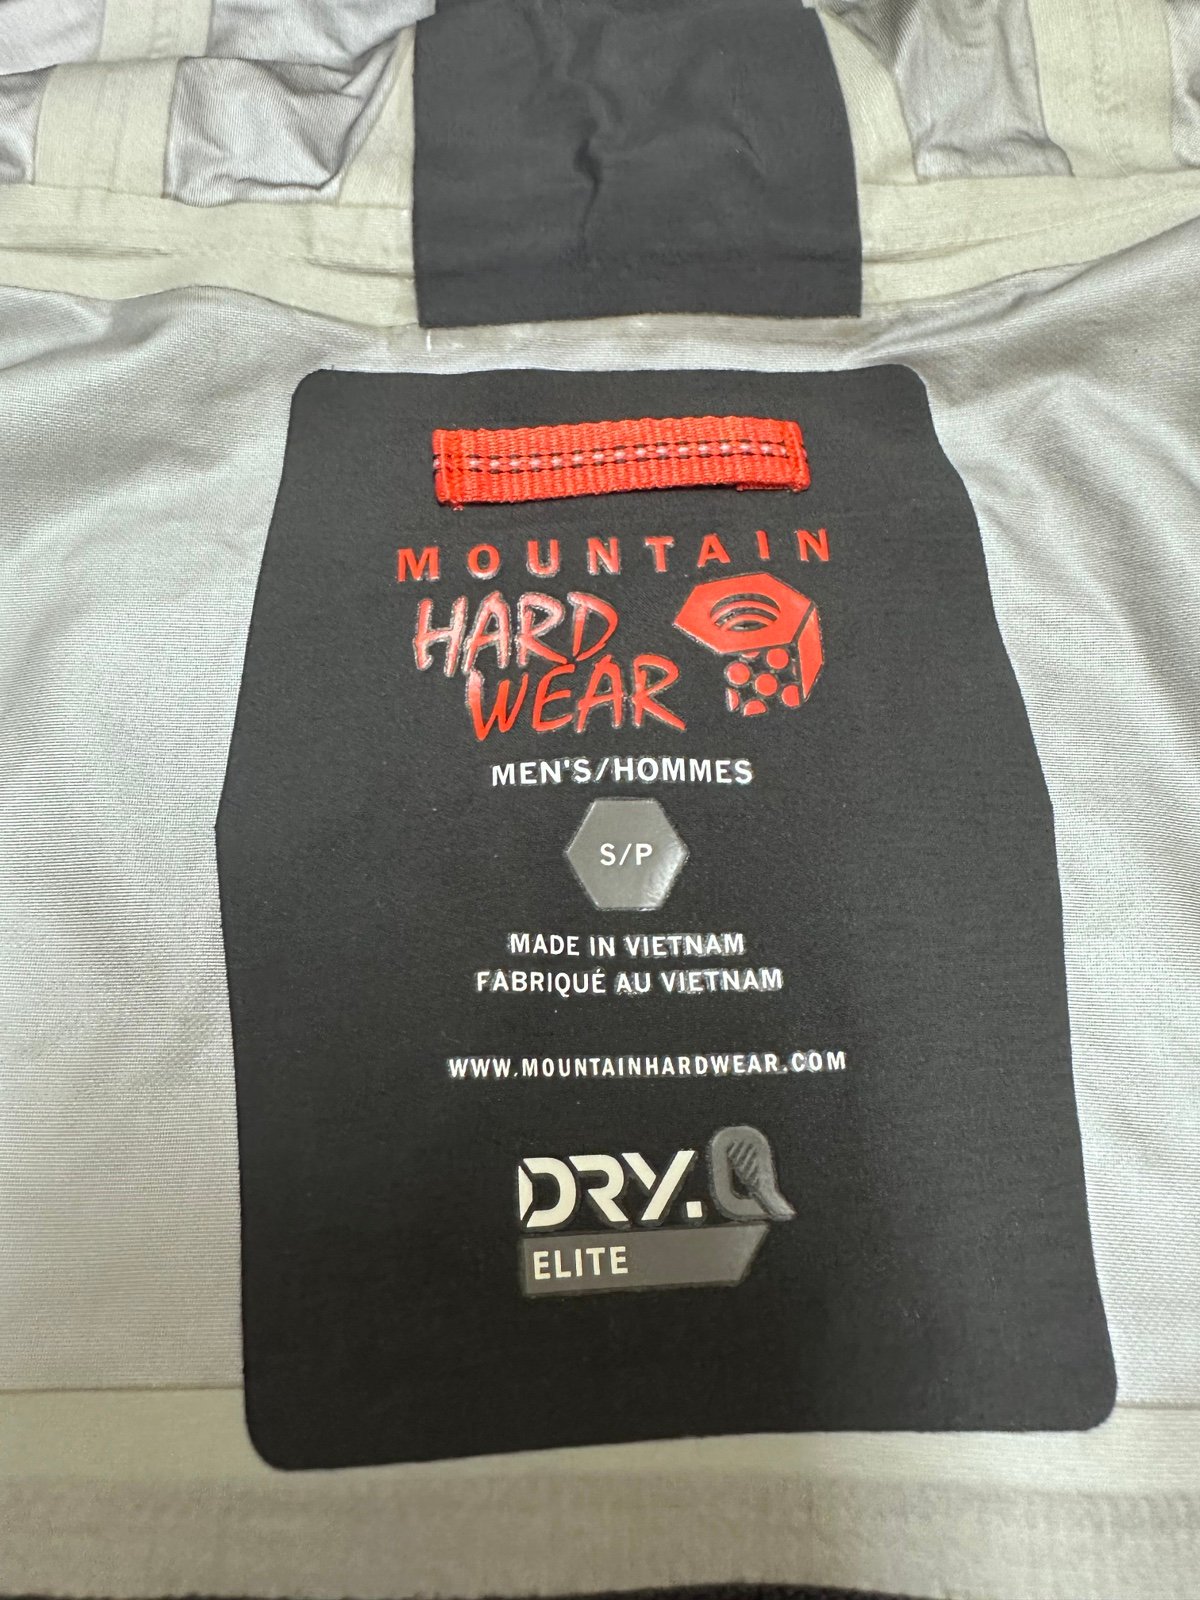 MOUNTAIN
HARD
WEAR
MEN'S/HOMMES
S/P
MADE IN VIETNAM
FABRIQUÉ AU VIETNAM
WWW.MOUNTAINHARDWEAR.COM
DRY.Q
ELITE